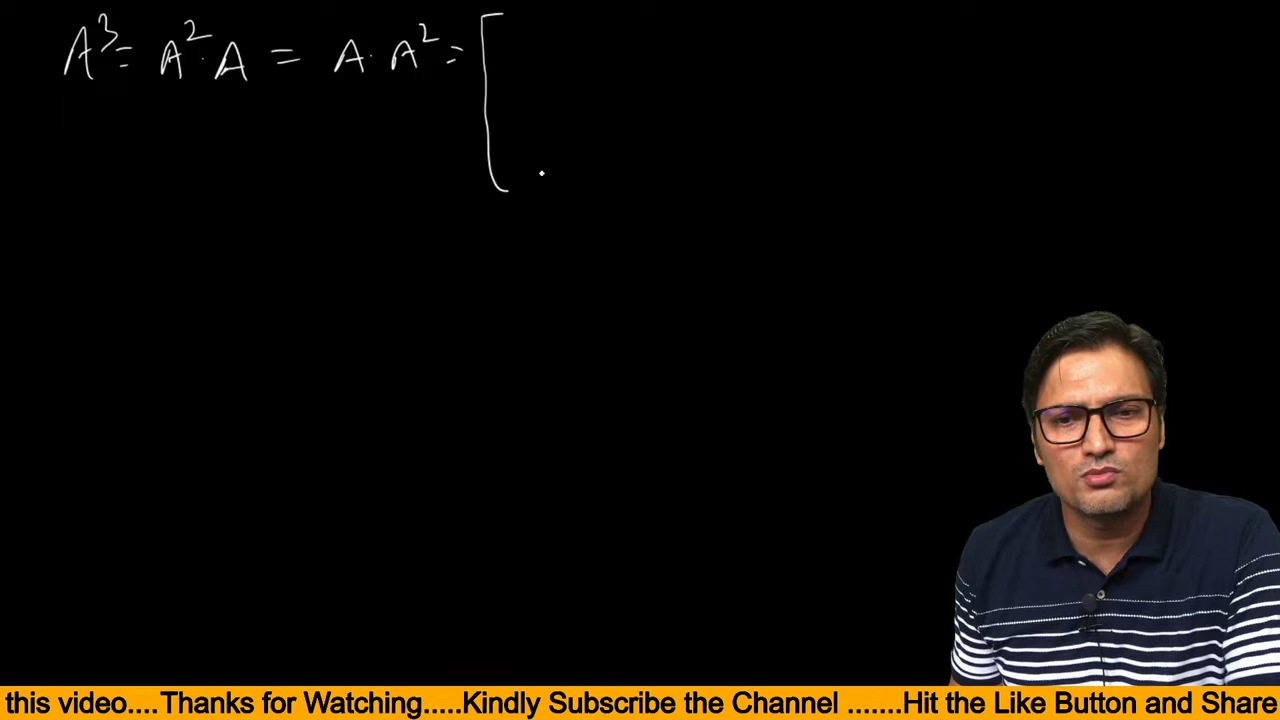 A³ = A² · A = A · A² = [
this video....Thanks for Watching.....Kindly Subscribe the Channel .......Hit the Like Button and Share